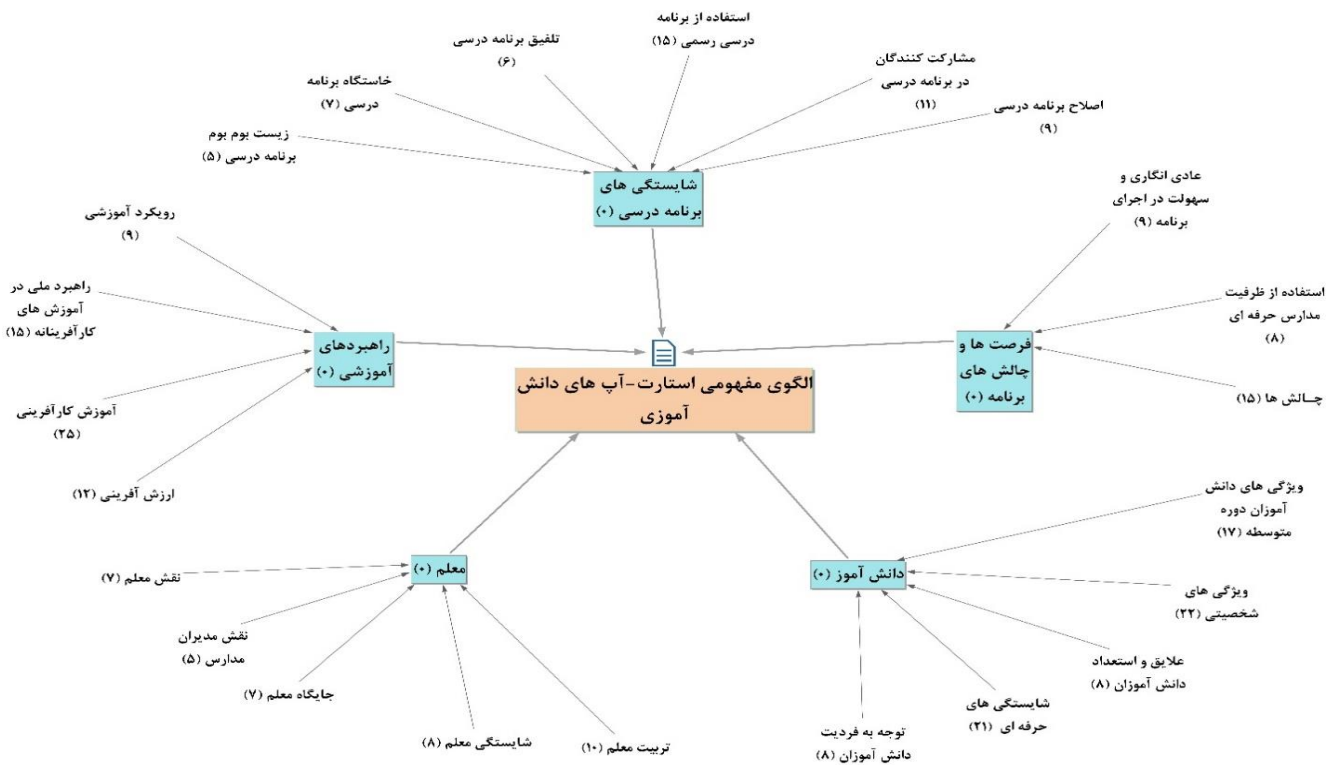 استفاده از برنامه
درسی رسمی (۱۵)
تلفیق برنامه درسی
(۶)
مشارکت کنندگان
در برنامه درسی
(۱۱)
خاستگاه برنامه
درسی (۷)
اصلاح برنامه درسی
(۹)
زیست بوم بوم
برنامه درسی (۵)
شایستگی های
برنامه درسی (۰)
عادی انگاری و
سهولت در اجرای
برنامه (۹)
استفاده از ظرفیت
مدارس حرفه ای
(۸)
چــالش ها (۱۵)
فرصت ها و
چالش های
برنامه (۰)
رویکرد آموزشی
(۹)
راهبرد ملی در
آموزش های
کارآفرینانه (۱۵)
آموزش کارآفرینی
(۲۵)
ارزش آفرینی (۱۲)
راهبردهای
آموزشی (۰)
الگوی مفهومی استارت-آپ های دانش
آموزی
ویژگی های دانش
آموزان دوره
متوسطه (۱۷)
ویژگی های
شخصیتی (۲۲)
علایق و استعداد
دانش آموزان (۸)
شایستگی های
حرفه ای (۲۱)
توجه به فردیت
دانش آموزان (۸)
دانش آموز (۰)
معلم (۰)
نقش معلم (۷)
نقش مدیران
مدارس (۵)
جایگاه معلم (۷)
شایستگی معلم (۸)
تربیت معلم (۱۰)